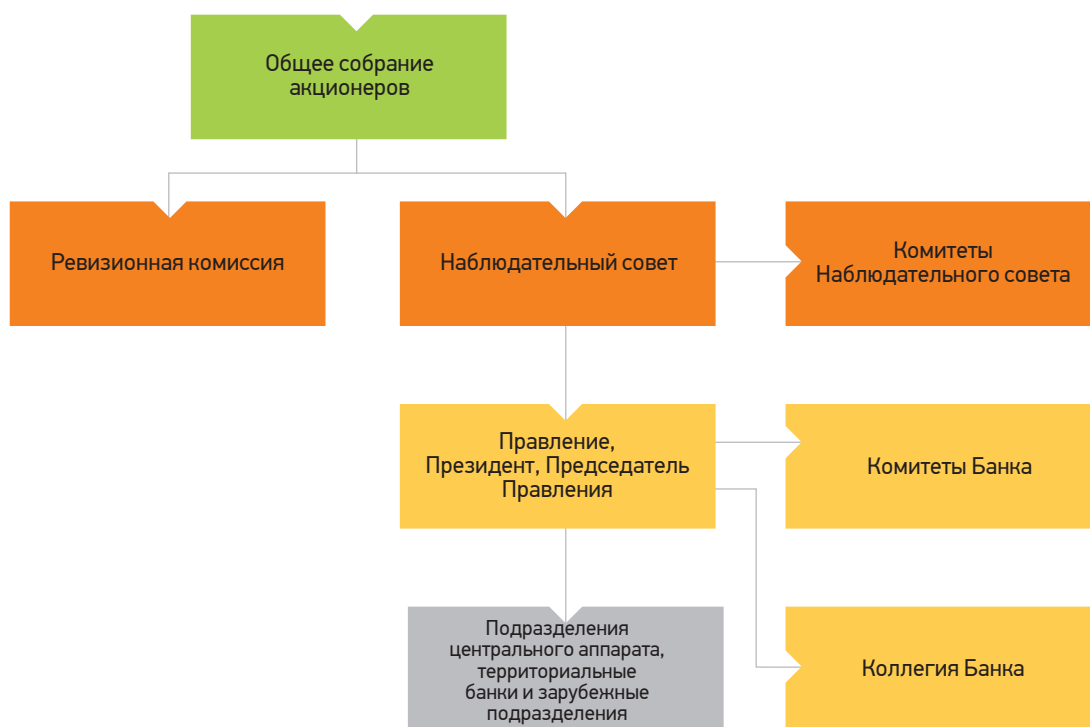 Общее собрание
акционеров
Ревизионная комиссия
Наблюдательный совет
Комитеты
Наблюдательного совета
Правление,
Президент, Председатель
Правления
Комитеты Банка
Подразделения
центрального аппарата,
территориальные
банки и зарубежные
подразделения
Коллегия Банка